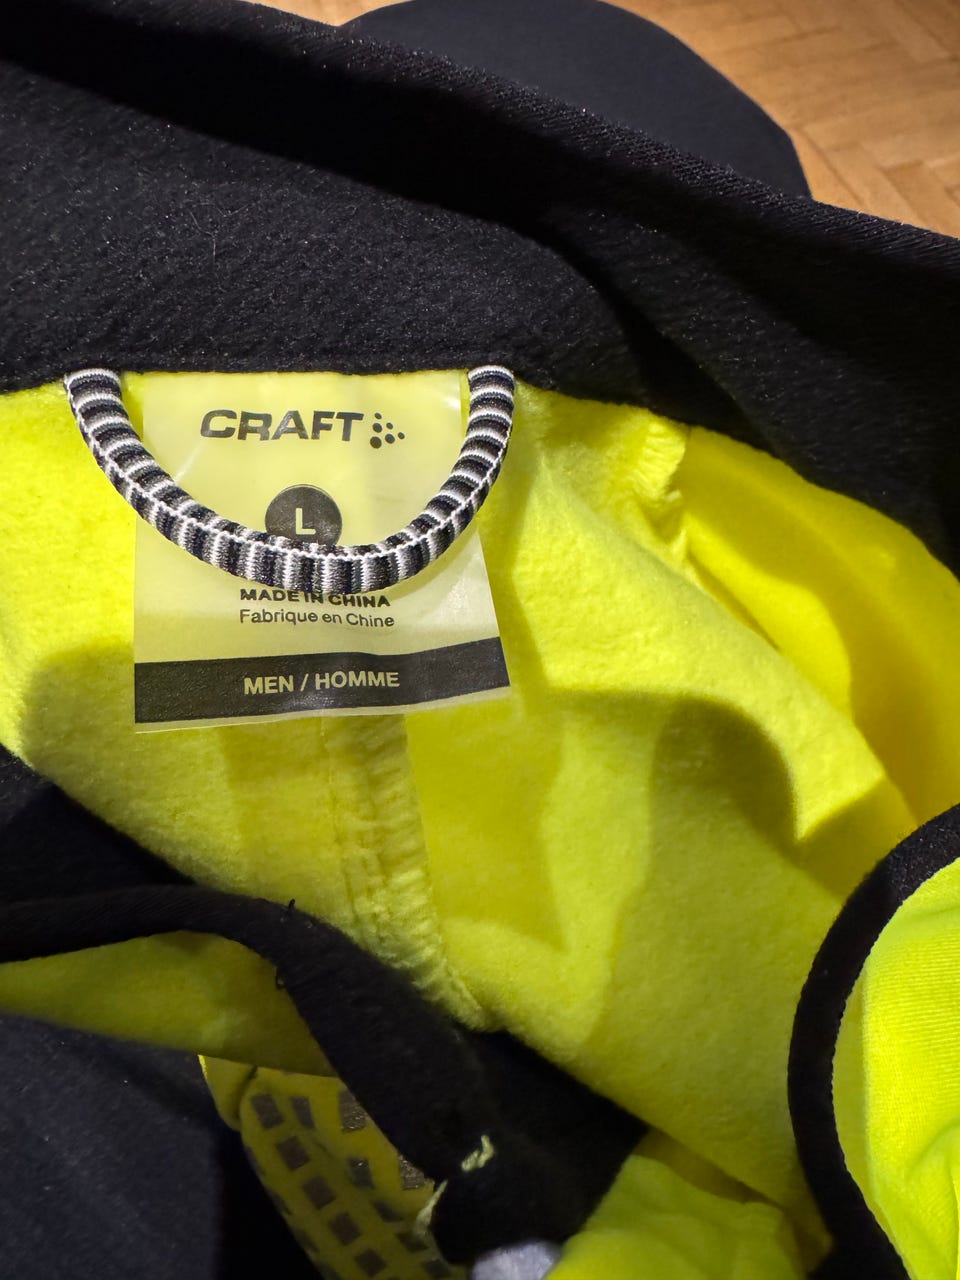 CRAFT
L
MADE IN CHINA
Fabrique en Chine
MEN / HOMME